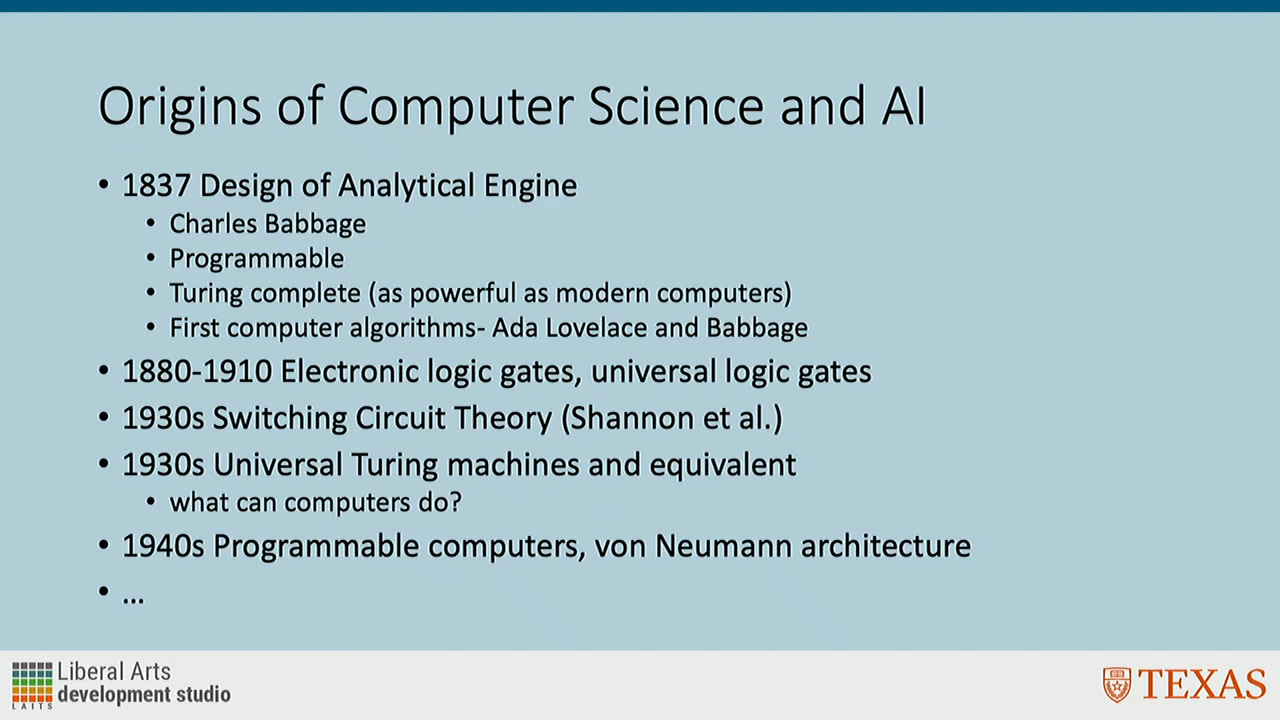 Origins of Computer Science and AI
• 1837 Design of Analytical Engine
• Charles Babbage
• Programmable
• Turing complete (as powerful as modern computers)
• First computer algorithms- Ada Lovelace and Babbage
• 1880-1910 Electronic logic gates, universal logic gates
• 1930s Switching Circuit Theory (Shannon et al.)
• 1930s Universal Turing machines and equivalent
• what can computers do?
• 1940s Programmable computers, von Neumann architecture
• ...
Liberal Arts
development studio
LAITS
TEXAS